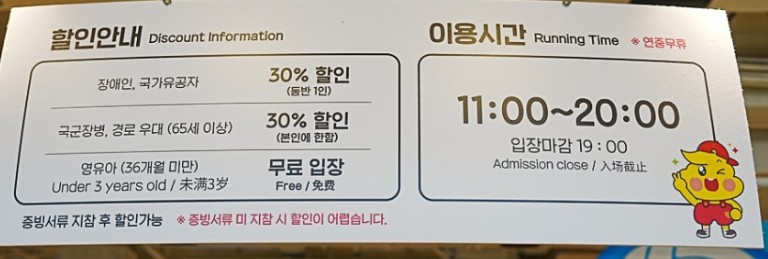 할인안내 Discount Information
장애인, 국가유공자 30% 할인
(동반 1인)
국군장병, 경로 우대 (65세 이상) 30% 할인
(본인에 한함)
영유아 (36개월 미만) 무료 입장
Under 3 years old / 未满3岁 Free / 免费
증빙서류 지참 후 할인가능 ※ 증빙서류 미 지참 시 할인이 어렵습니다.
이용시간 Running Time ※ 연중무휴
11:00~20:00
입장마감 19 : 00
Admission close / 入场截止